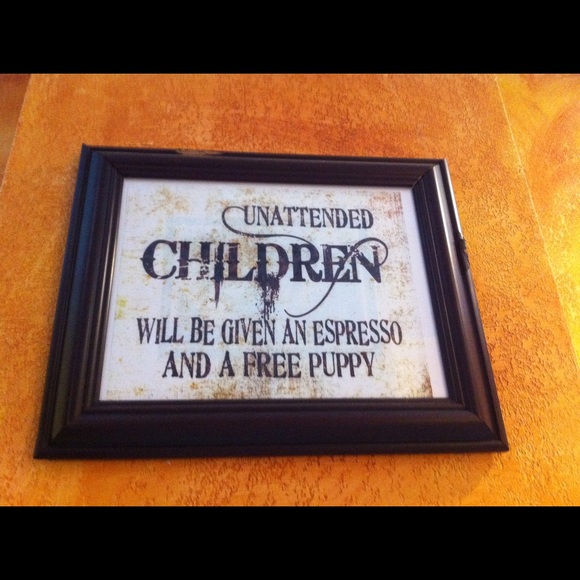 UNATTENDED
CHILDREN
WILL BE GIVEN AN ESPRESSO
AND A FREE PUPPY